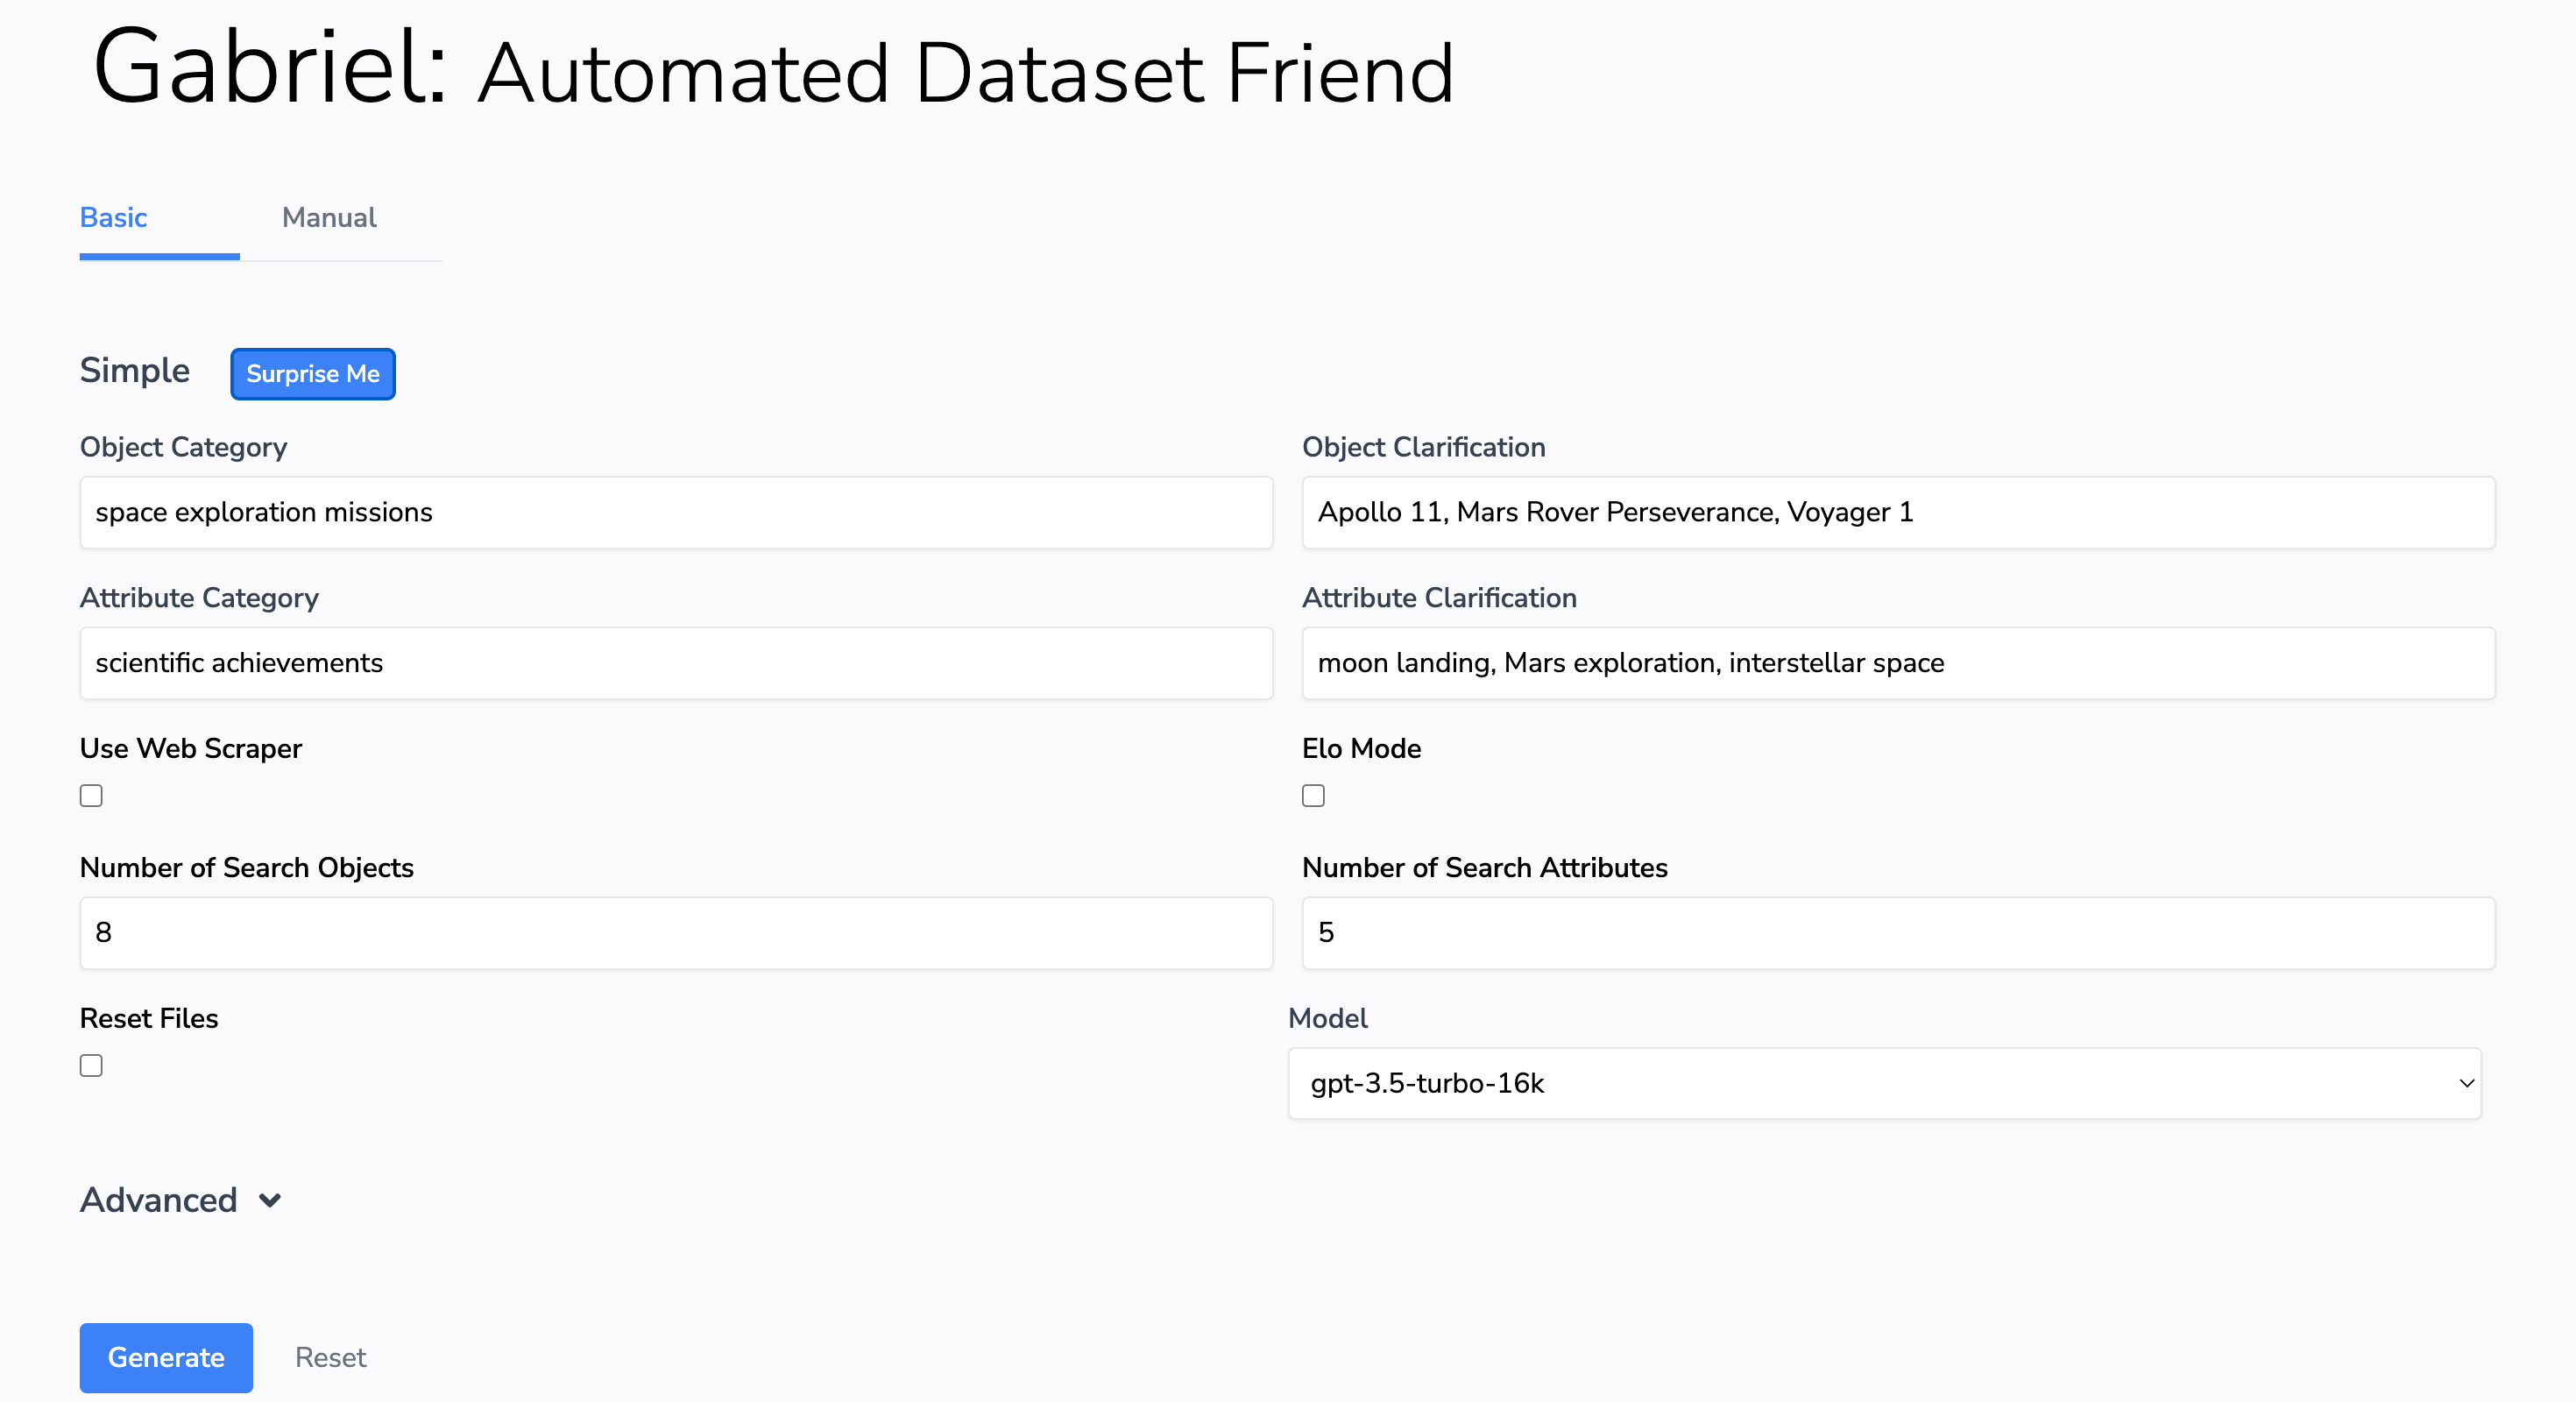 Gabriel: Automated Dataset Friend
Basic Manual
Simple Surprise Me
Object Category Object Clarification
space exploration missions Apollo 11, Mars Rover Perseverance, Voyager 1
Attribute Category Attribute Clarification
scientific achievements moon landing, Mars exploration, interstellar space
Use Web Scraper Elo Mode
Number of Search Objects Number of Search Attributes
8 5
Reset Files Model
gpt-3.5-turbo-16k
Advanced
Generate Reset